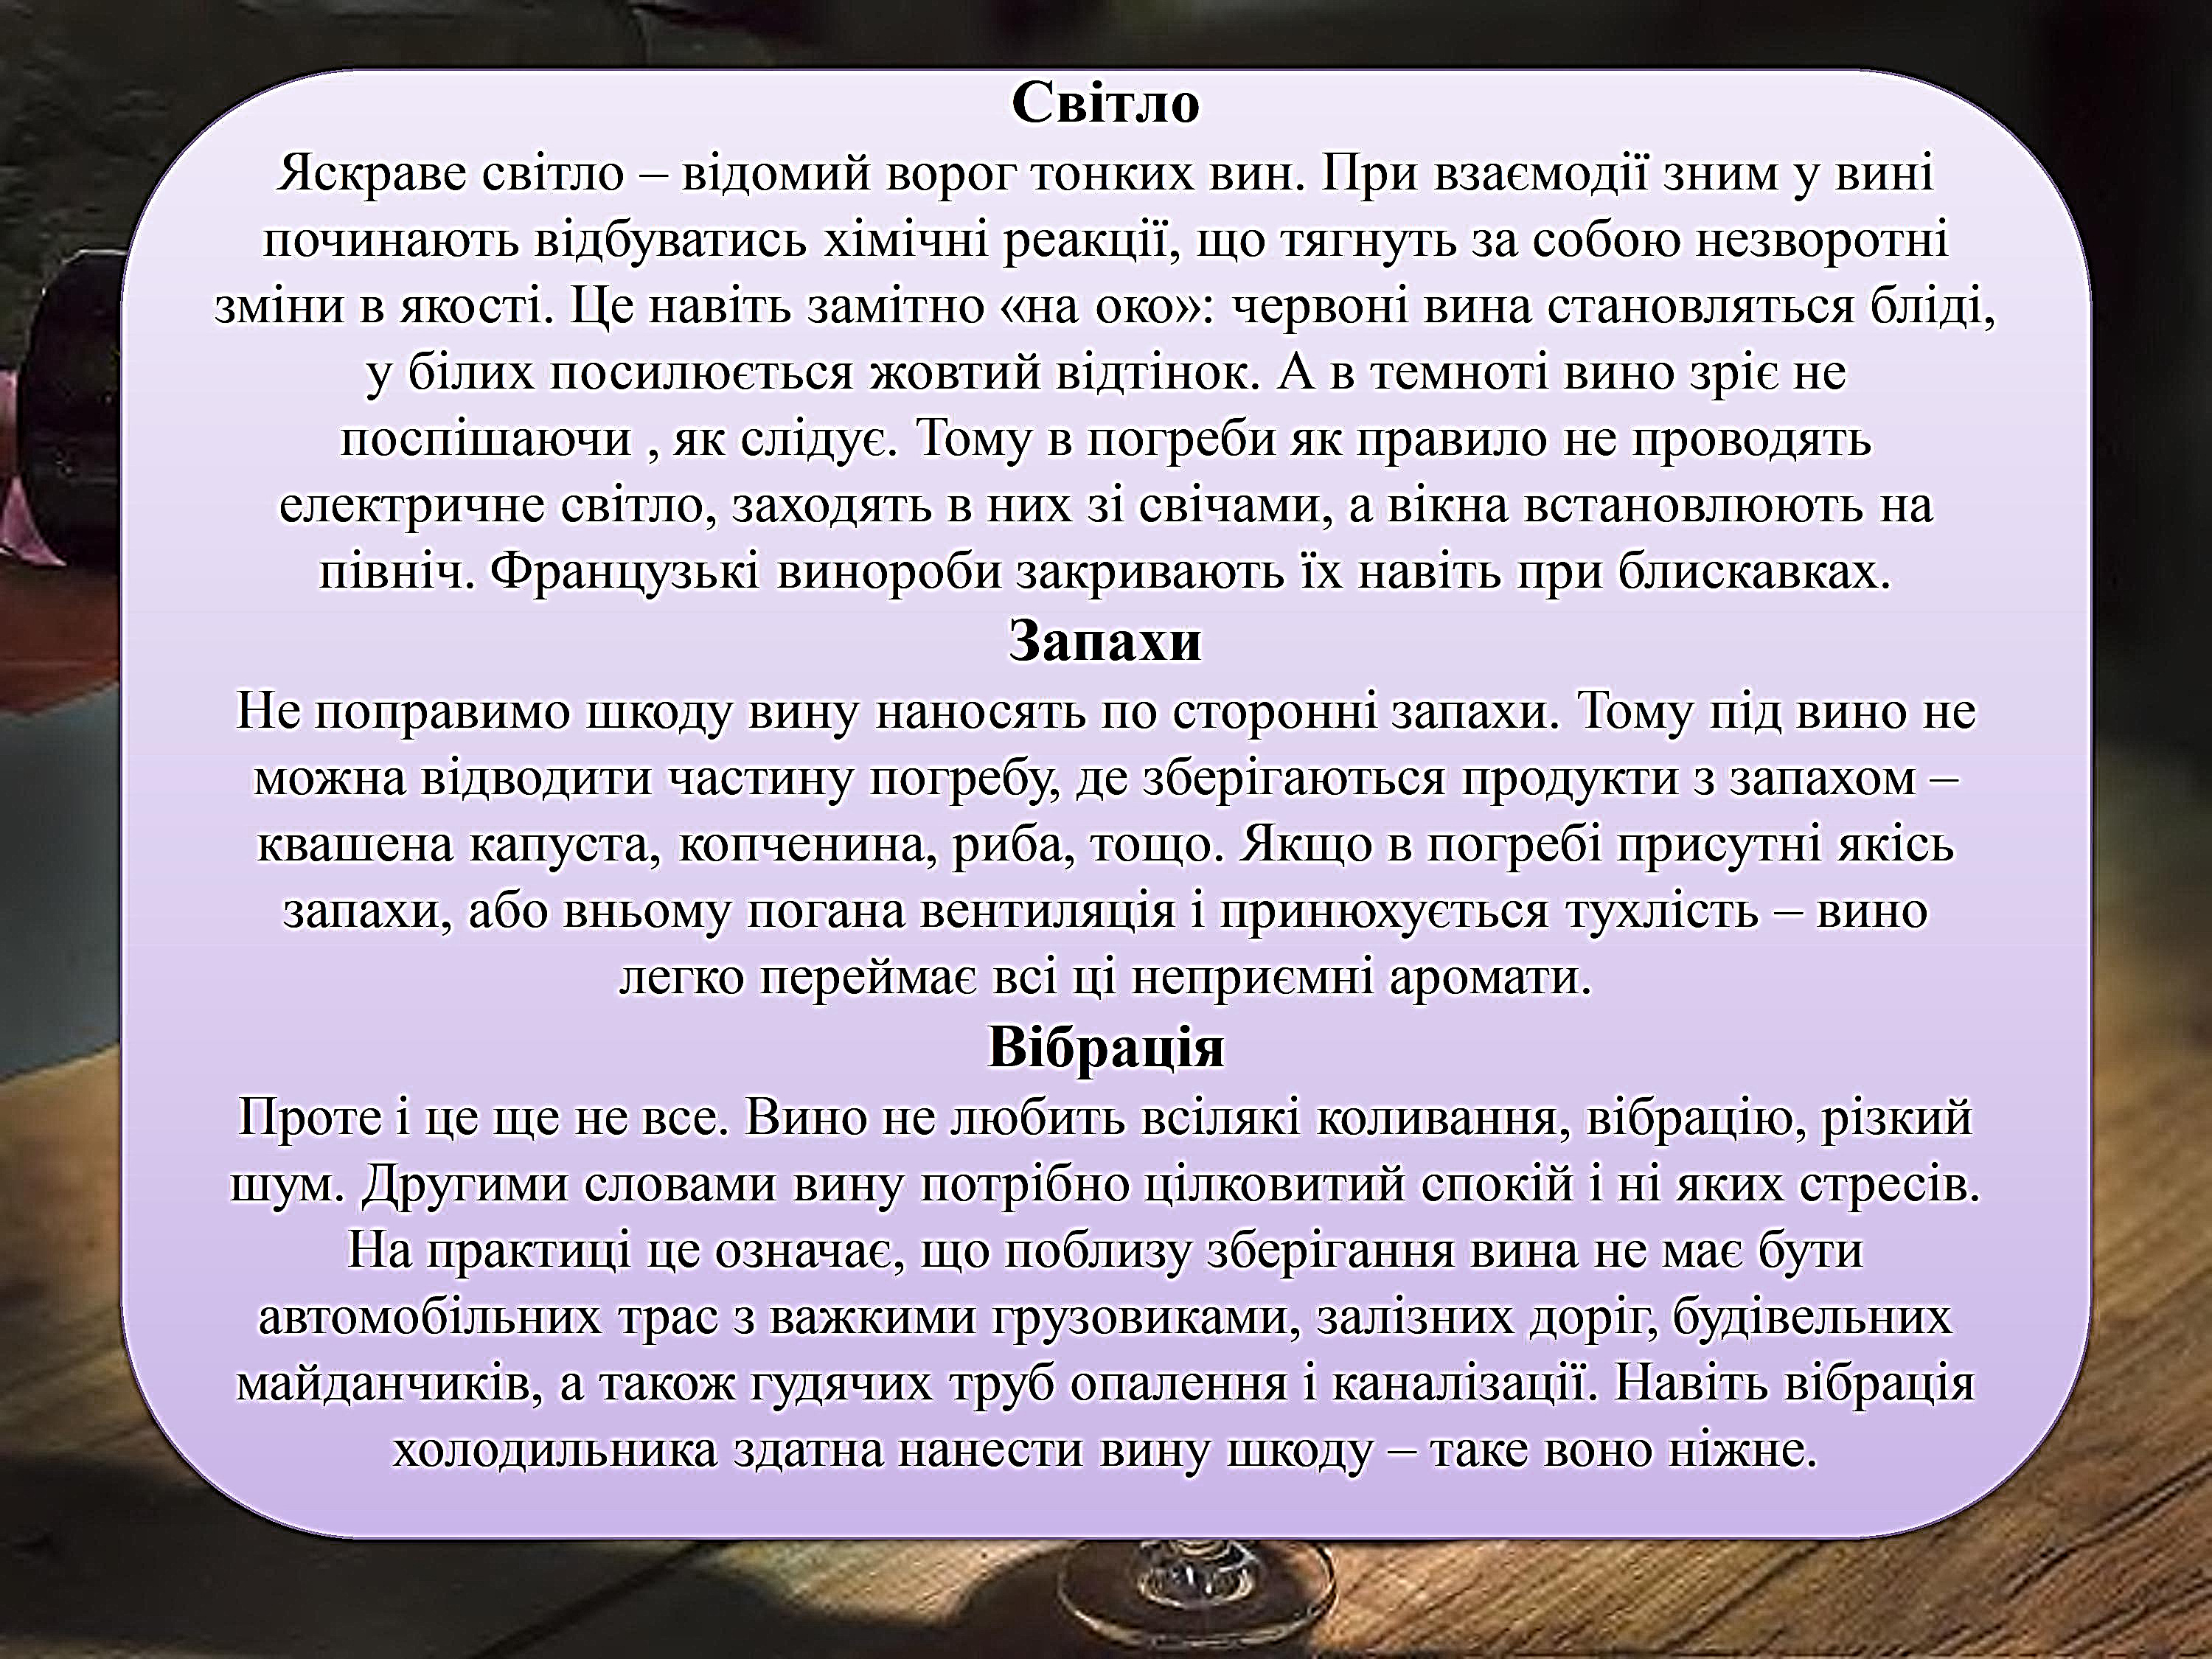 Світло
Яскраве світло – відомий ворог тонких вин. При взаємодії зним у вині
починають відбуватись хімічні реакції, що тягнуть за собою незворотні
зміни в якості. Це навіть замітно «на око»: червоні вина становляться бліді,
у білих посилюється жовтий відтінок. А в темноті вино зріє не
поспішаючи , як слідує. Тому в погреби як правило не проводять
електричне світло, заходять в них зі свічами, а вікна встановлюють на
північ. Французькі винороби закривають їх навіть при блискавках.
Запахи
Не поправимо шкоду вину наносять по сторонні запахи. Тому під вино не
можна відводити частину погребу, де зберігаються продукти з запахом –
квашена капуста, копченина, риба, тощо. Якщо в погребі присутні якісь
запахи, або вньому погана вентиляція і принюхується тухлість – вино
легко переймає всі ці неприємні аромати.
Вібрація
Проте і це ще не все. Вино не любить всілякі коливання, вібрацію, різкий
шум. Другими словами вину потрібно цілковитий спокій і ні яких стресів.
На практиці це означає, що поблизу зберігання вина не має бути
автомобільних трас з важкими грузовиками, залізних доріг, будівельних
майданчиків, а також гудячих труб опалення і каналізації. Навіть вібрація
холодильника здатна нанести вину шкоду – таке воно ніжне.